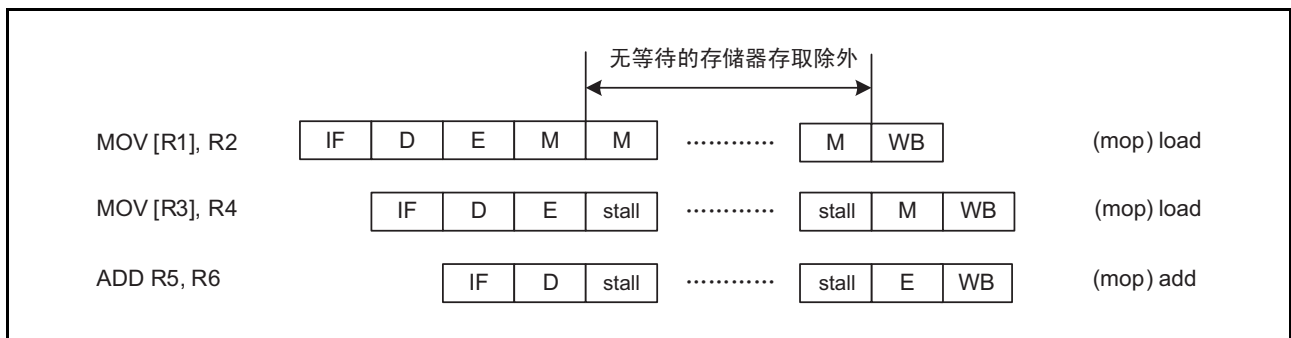 无等待的存储器存取除外
MOV [R1], R2 IF D E M M ············ M WB (mop) load
MOV [R3], R4 IF D E stall ············ stall M WB (mop) load
ADD R5, R6 IF D stall ············ stall E WB (mop) add